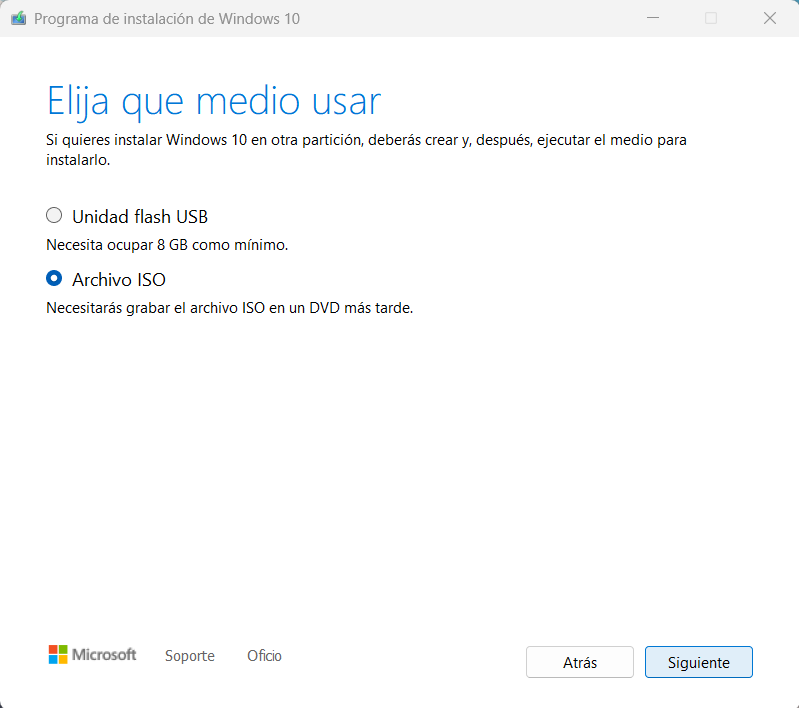 Programa de instalación de Windows 10
Elija que medio usar
Si quieres instalar Windows 10 en otra partición, deberás crear y, después, ejecutar el medio para
instalarlo.
Unidad flash USB
Necesita ocupar 8 GB como mínimo.
Archivo ISO
Necesitarás grabar el archivo ISO en un DVD más tarde.
Microsoft Soporte Oficio Atrás Siguiente